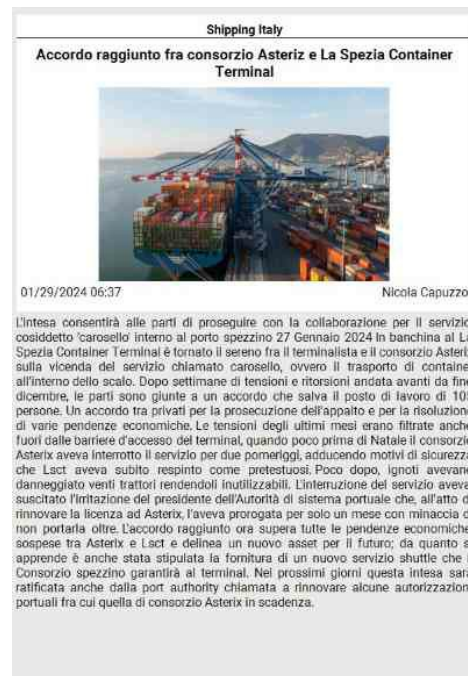 Shipping Italy
Accordo raggiunto fra consorzio Asteriz e La Spezia Container
Terminal
01/29/2024 06:37 Nicola Capuzzo
L'intesa consentirà alle parti di proseguire con la collaborazione per il servizio
cosiddetto 'carosello' interno al porto spezzino 27 Gennaio 2024 In banchina al La
Spezia Container Terminal è tornato il sereno fra il terminalista e il consorzio Asteri
sulla vicenda del servizio chiamato carosello, ovvero il trasporto di container
all'interno dello scalo. Dopo settimane di tensioni e ritorsioni andata avanti da fine
dicembre, le parti sono giunte a un accordo che salva il posto di lavoro di 10
persone. Un accordo tra privati per la prosecuzione dell'appalto e per la risoluzion
di varie pendenze economiche. Le tensioni degli ultimi mesi erano filtrate anche
fuori dalle barriere d'accesso del terminal, quando poco prima di Natale il consorzio
Asterix aveva interrotto il servizio per due pomeriggi, adducendo motivi di sicurezza
che Lsct aveva subito respinto come pretestuosi. Poco dopo, ignoti avevano
danneggiato venti trattori rendendoli inutilizzabili. L'interruzione del servizio aveva
suscitato l'irritazione del presidente dell'Autorità di sistema portuale che, all'atto d
rinnovare la licenza ad Asterix, l'aveva prorogata per solo un mese con minaccia d
non portarla oltre. L'accordo raggiunto ora supera tutte le pendenze economiche
sospese tra Asterix e Lsct e delinea un nuovo asset per il futuro; da quanto s
apprende è anche stata stipulata la fornitura di un nuovo servizio shuttle che i
Consorzio spezzino garantirà al terminal. Nei prossimi giorni questa intesa sarà
ratificata anche dalla port authority chiamata a rinnovare alcune autorizzazion
portuali fra cui quella di consorzio Asterix in scadenza.